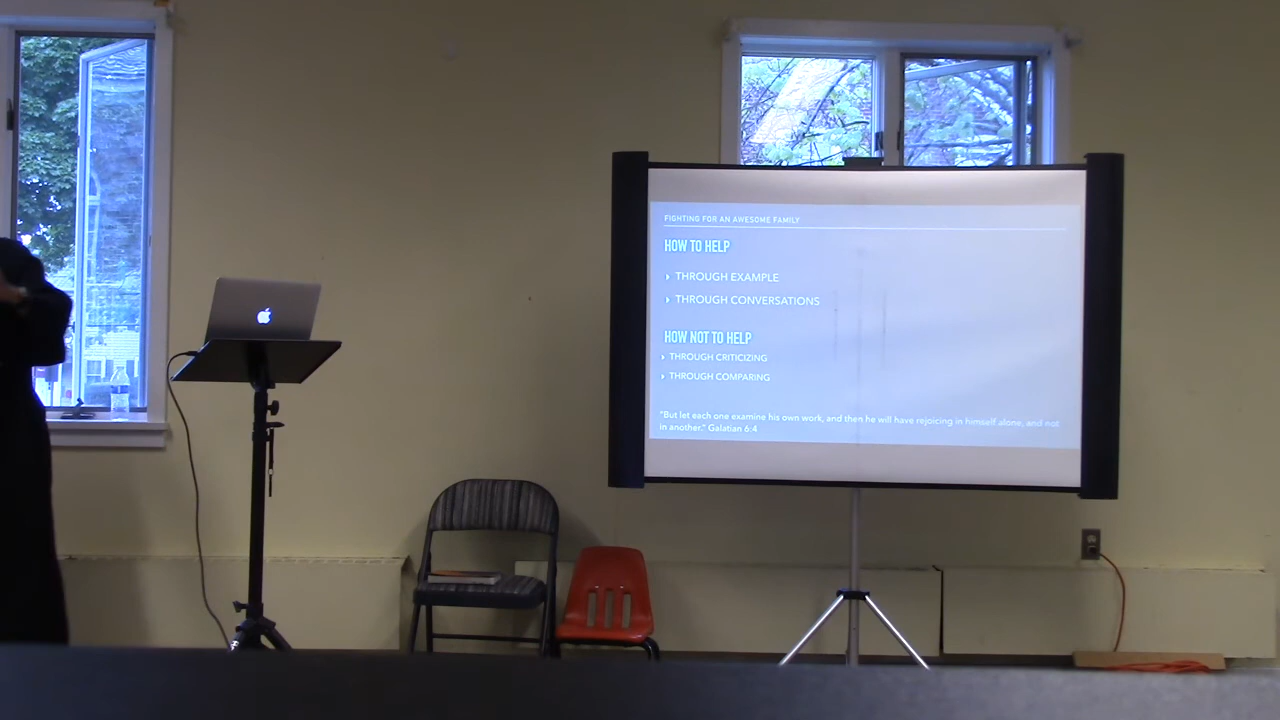 FIGHTING FOR AN AWESOME FAMILY
HOW TO HELP
THROUGH EXAMPLE
THROUGH CONVERSATIONS
HOW NOT TO HELP
THROUGH CRITICIZING
THROUGH COMPARING
"But let each one examine his own work, and then he will have rejoicing in himself alone, and not
in another." Galatian 6:4